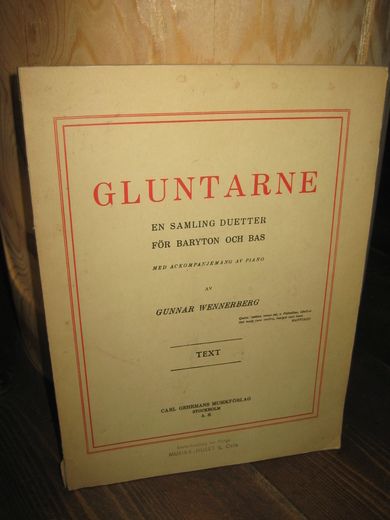 GLUNTARNE
EN SAMLING DUETTER
FÖR BARYTON OCH BAS
MED ACKOMPANJEMANG AV PIANO
AV
GUNNAR WENNERBERG
TEXT
CARL GEHRMANS MUSIKFÖRLAG
STOCKHOLM
MUSIKK-HUSET